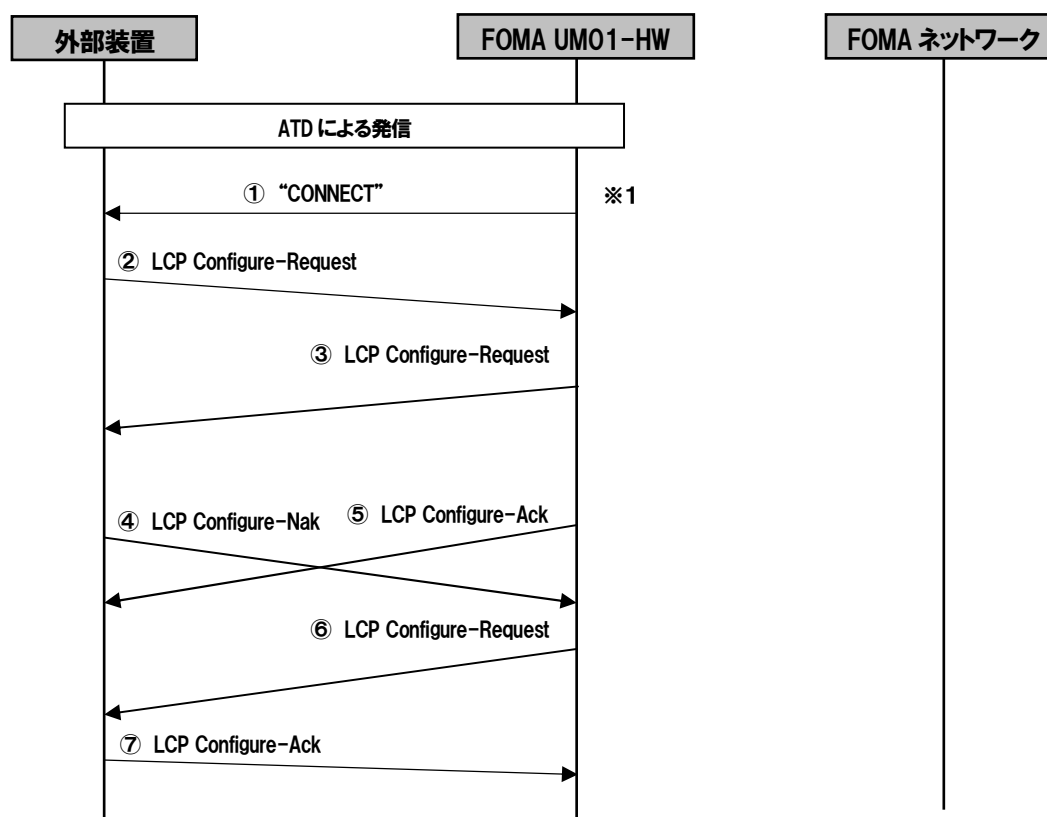 外部装置
FOMA UM01-HW
FOMA ネットワーク
ATD による発信
① “CONNECT”
※1
② LCP Configure-Request
③ LCP Configure-Request
④ LCP Configure-Nak
⑤ LCP Configure-Ack
⑥ LCP Configure-Request
⑦ LCP Configure-Ack